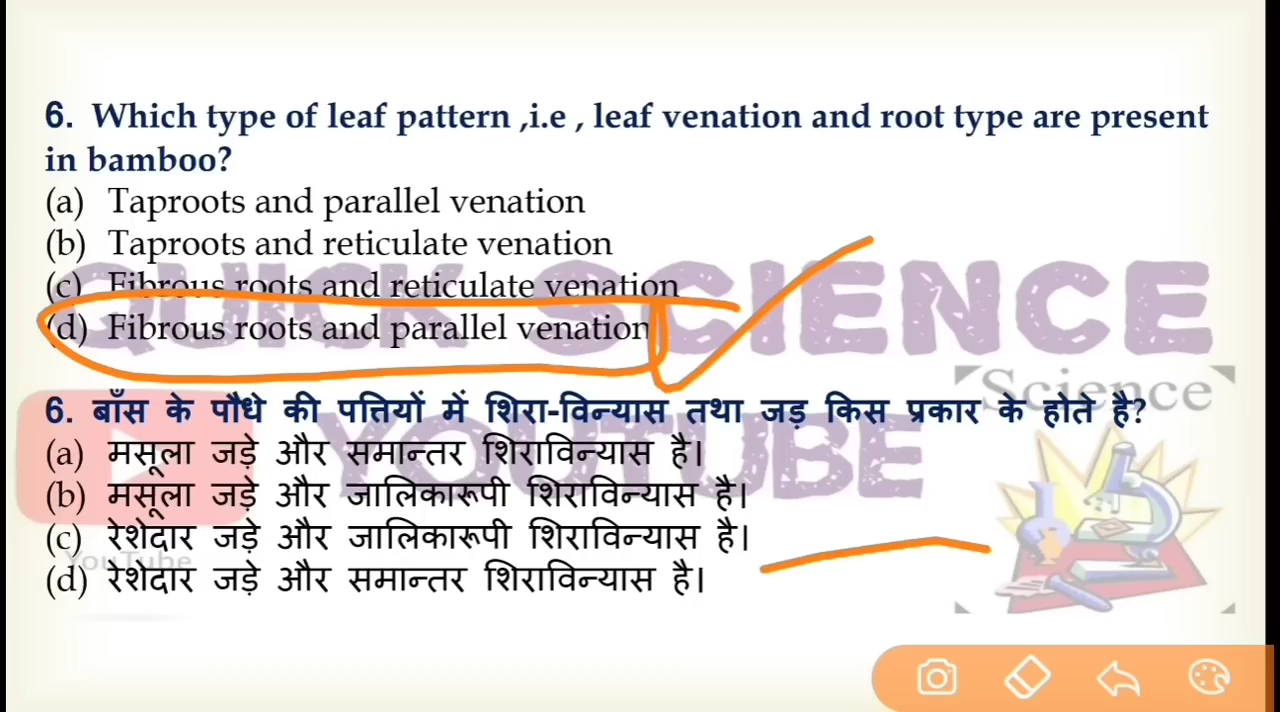 6. Which type of leaf pattern ,i.e , leaf venation and root type are present
in bamboo?
(a) Taproots and parallel venation
(b) Taproots and reticulate venation
(c) Fibrous roots and reticulate venation
(d) Fibrous roots and parallel venation
QUICK SCIENCE
Science
6. बाँस के पौधे की पत्तियों में शिरा-विन्यास तथा जड़ किस प्रकार के होते है?
(a) मसूला जड़े और समान्तर शिराविन्यास है।
YOUTUBE
(b) मसूला जड़े और जालिकारूपी शिराविन्यास है।
(c) रेशेदार जड़े और जालिकारूपी शिराविन्यास है।
YouTube
(d) रेशेदार जड़े और समान्तर शिराविन्यास है।